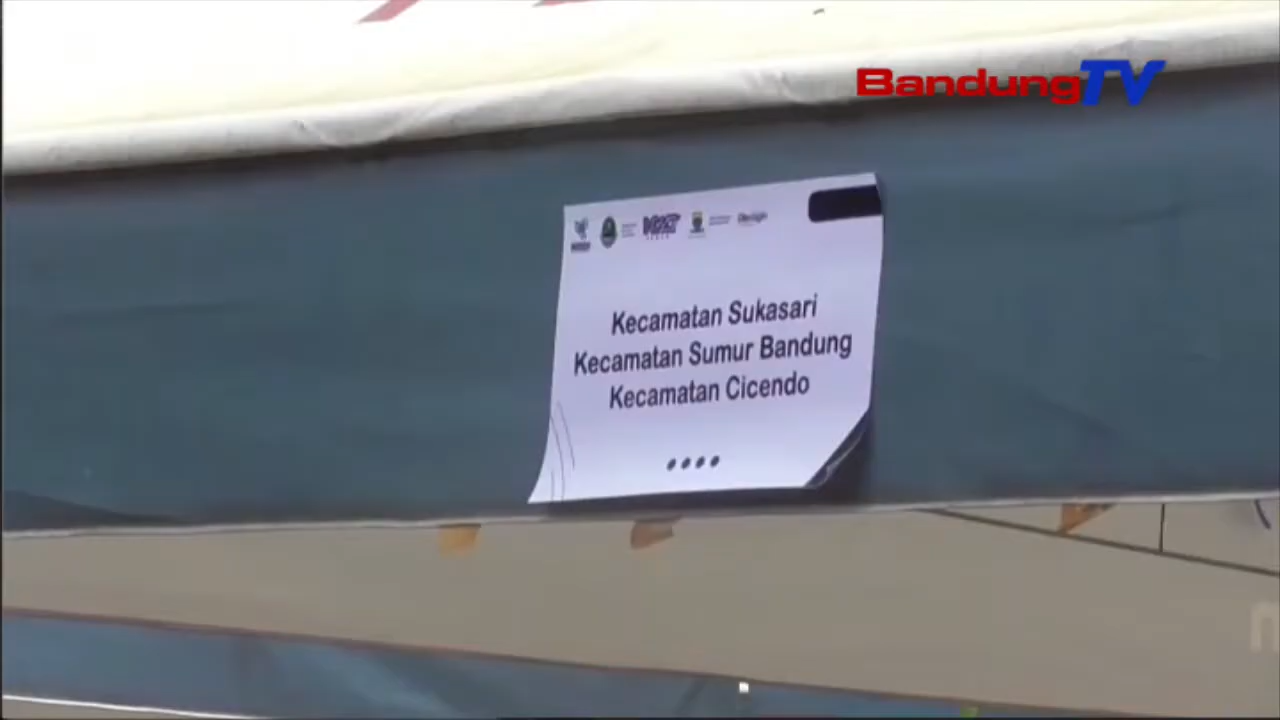 BandungTV
Kecamatan Sukasari
Kecamatan Sumur Bandung
Kecamatan Cicendo